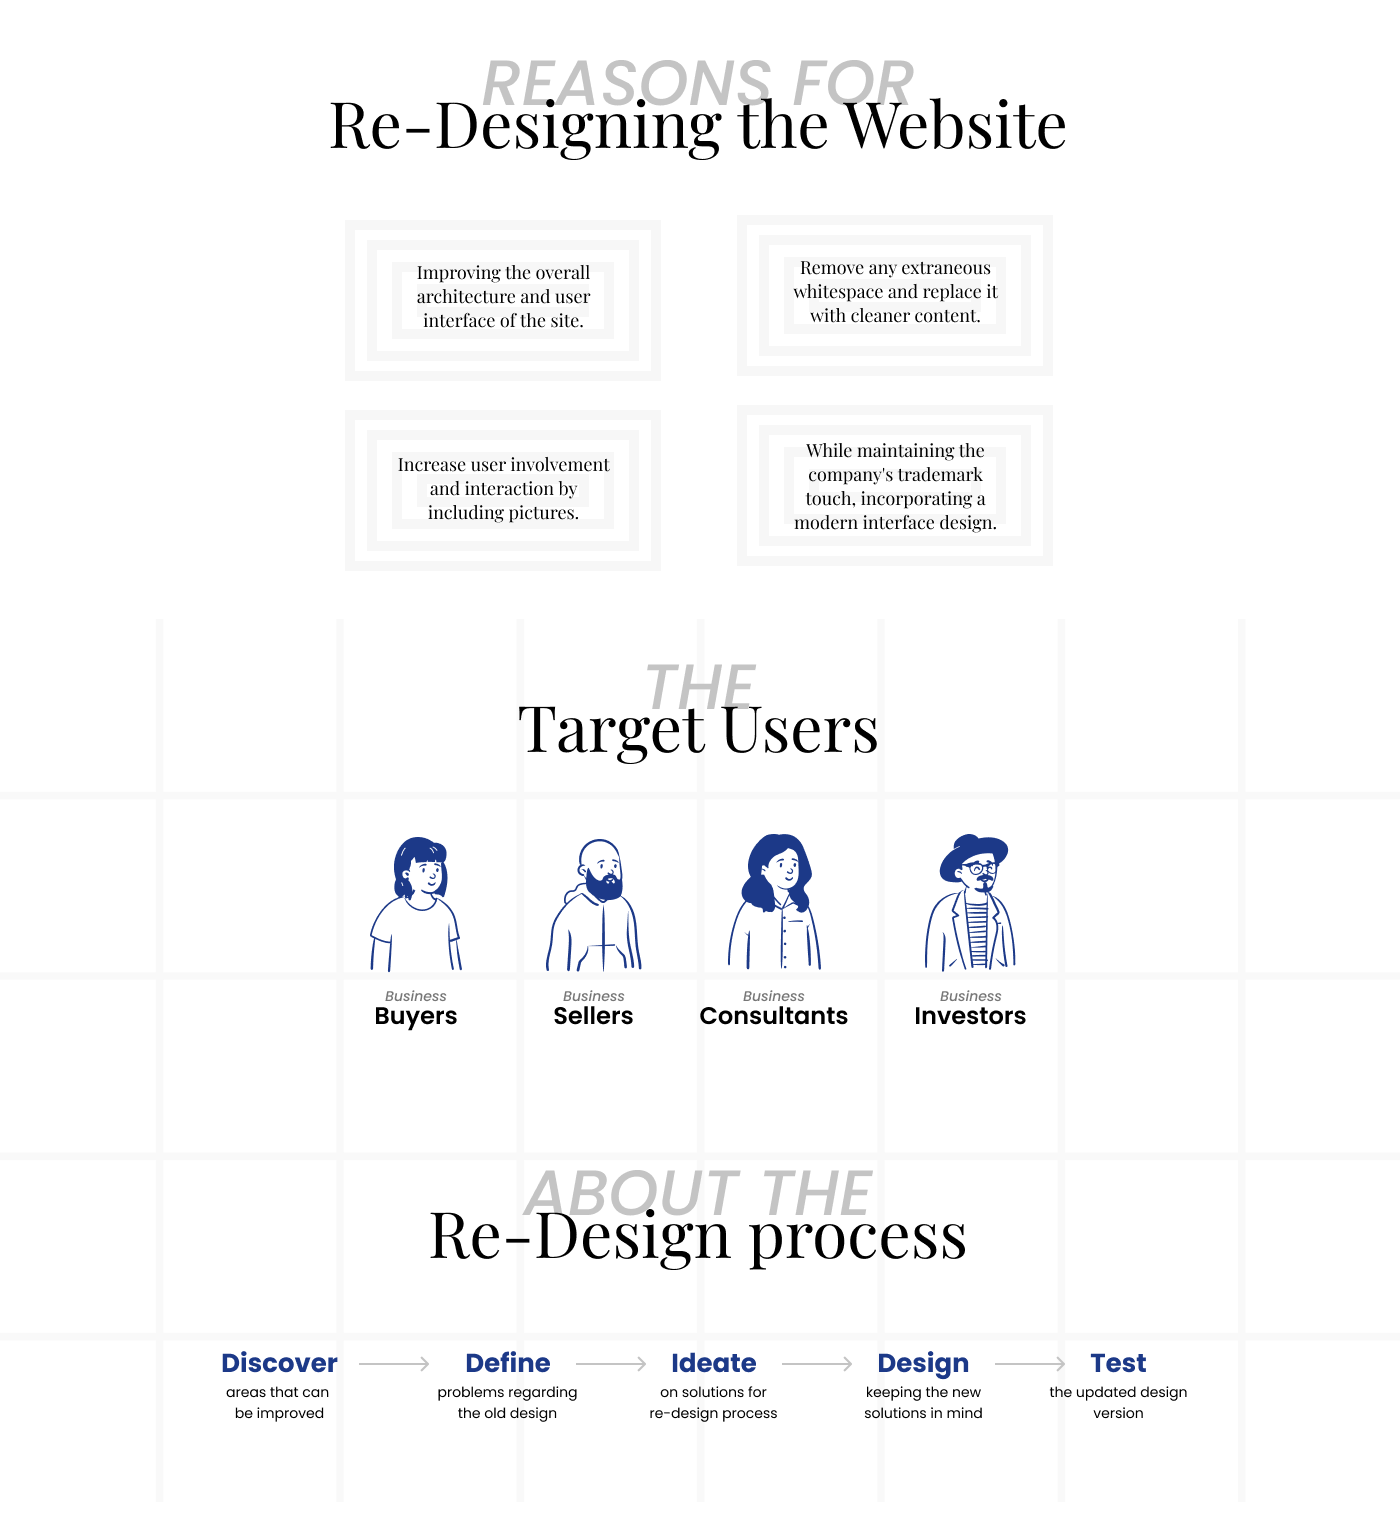 REASONS FOR
Re-Designing the Website
Improving the overall
architecture and user
interface of the site.
Remove any extraneous
whitespace and replace it
with cleaner content.
Increase user involvement
and interaction by
including pictures.
While maintaining the
company's trademark
touch, incorporating a
modern interface design.
THE
Target Users
Business
Buyers
Business
Sellers
Business
Consultants
Business
Investors
ABOUT THE
Re-Design process
Discover
areas that can
be improved
Define
problems regarding
the old design
Ideate
on solutions for
re-design process
Design
keeping the new
solutions in mind
Test
the updated design
version